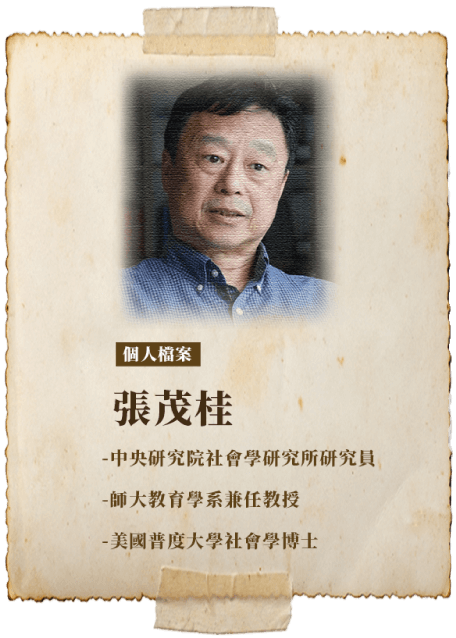 個人檔案
張茂桂
-中央研究院社會學研究所研究員
-師大教育學系兼任教授
-美國普度大學社會學博士